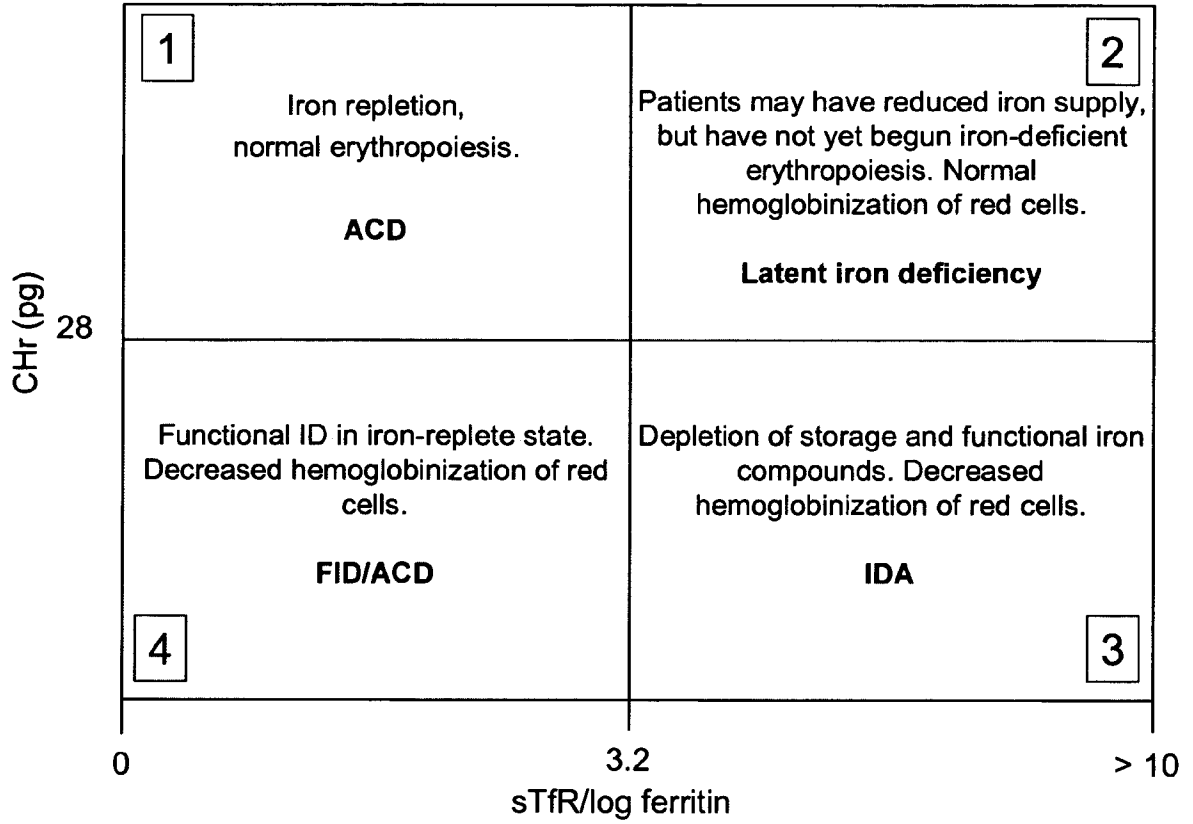 1
Iron repletion,
normal erythropoiesis.
ACD
2
Patients may have reduced iron supply,
but have not yet begun iron-deficient
erythropoiesis. Normal
hemoglobinization of red cells.
Latent iron deficiency
CHr (pg)
28
Functional ID in iron-replete state.
Decreased hemoglobinization of red
cells.
FID/ACD
4
Depletion of storage and functional iron
compounds. Decreased
hemoglobinization of red cells.
IDA
3
0
3.2
> 10
sTfR/log ferritin